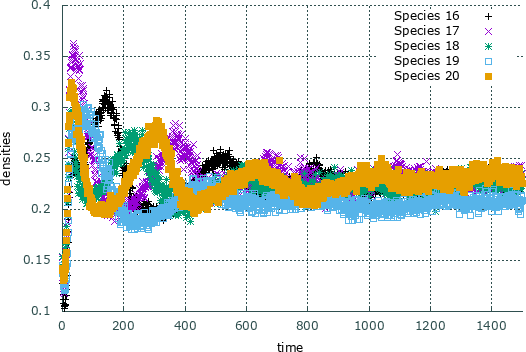 0.4
0.35
0.3
0.25
0.2
0.15
0.1
densities
Species 16
Species 17
Species 18
Species 19
Species 20
0 200 400 600 800 1000 1200 1400
time